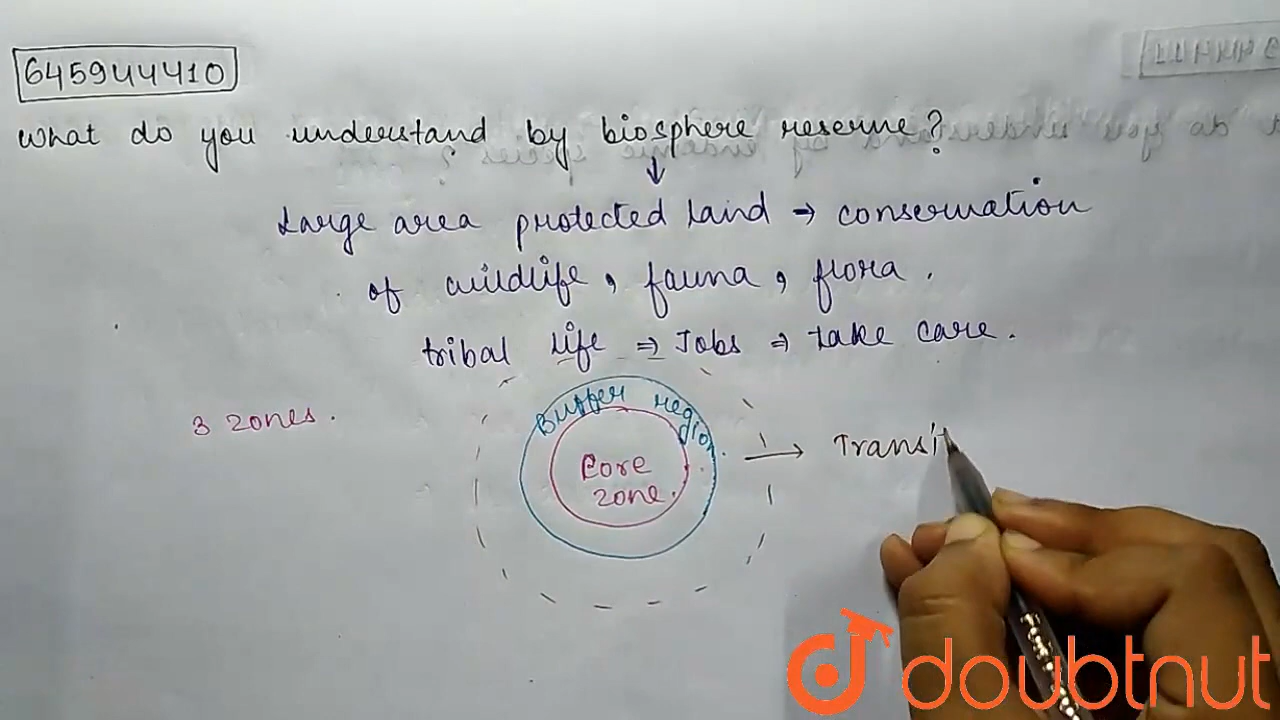 645944410
What do you understand by biosphere reserve?
↓
Large area protected land → conservation
of wildlife, fauna, flora.
tribal life ⇒ Jobs ⇒ take care.
3 zones.
Buffer region.
Core
zone.
→ Transit
doubtnut